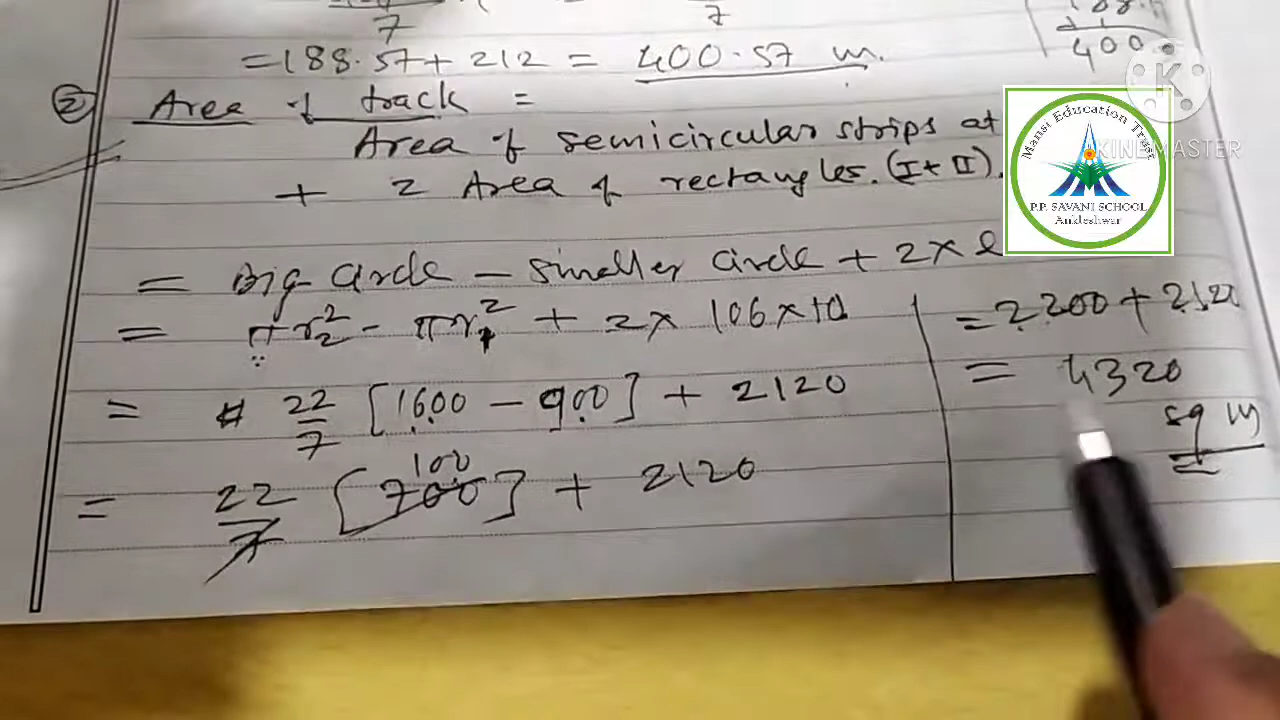 7
7
=188.57+212 = 400.57 m.
400
② Area of track =
Area of semicircular strips at
+ 2 Area of rectangles. (I + II).
= Big circle – smaller circle + 2×l
= πr₂² – πr₁² + 2× 106×10
= 22/7 [1600 – 900] + 2120
100
= 22/7 [700] + 2120
= 2200 + 2120
= 4320
sq m
Mansi Education Trust
P.P. SAVANI SCHOOL
Ankleshwar
K
KINEMASTER